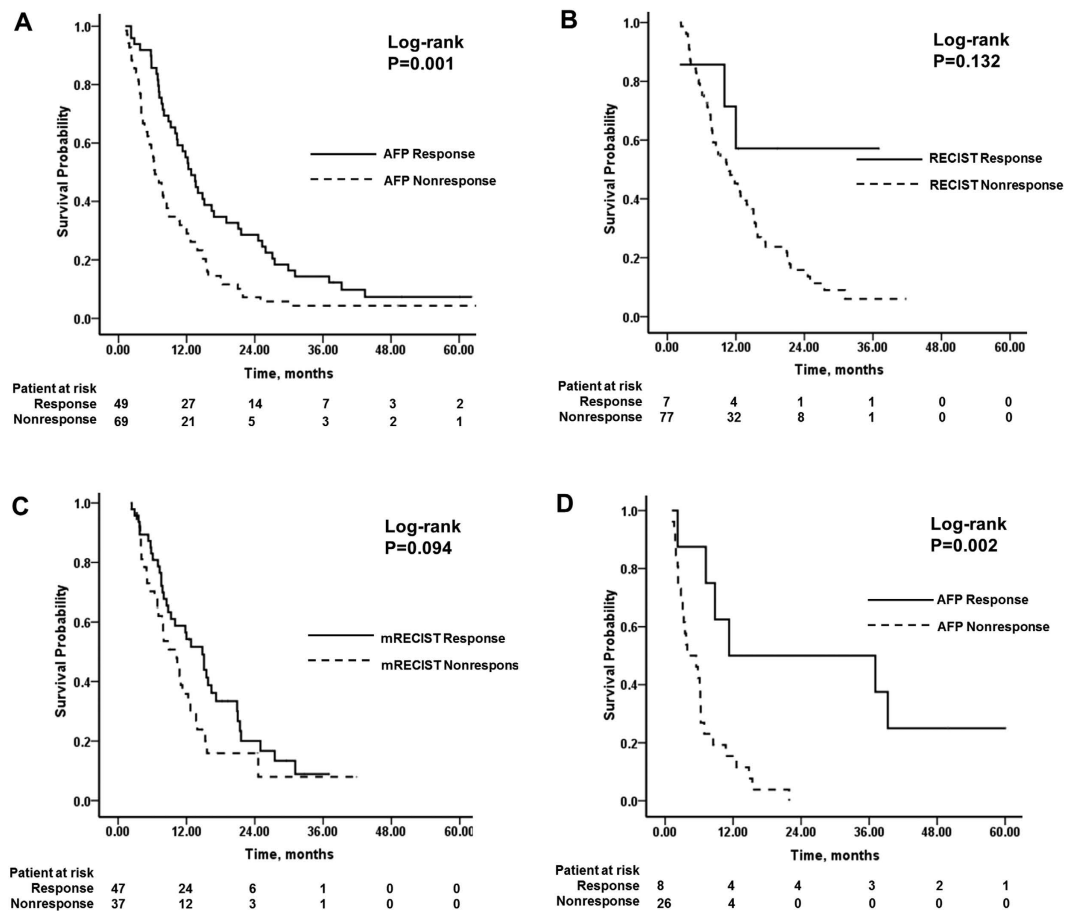 A
Log-rank
P=0.001
Survival Probability
1.0
0.8
0.6
0.4
0.2
0.0
AFP Response
AFP Nonresponse
0.00 12.00 24.00 36.00 48.00 60.00
Time, months
Patient at risk
Response 49 27 14 7 3 2
Nonresponse 69 21 5 3 2 1
B
Log-rank
P=0.132
Survival Probability
1.0
0.8
0.6
0.4
0.2
0.0
RECIST Response
RECIST Nonresponse
0.00 12.00 24.00 36.00 48.00 60.00
Time, months
Patient at risk
Response 7 4 1 1 0 0
Nonresponse 77 32 8 1 0 0
C
Log-rank
P=0.094
Survival Probability
1.0
0.8
0.6
0.4
0.2
0.0
mRECIST Response
mRECIST Nonrespons
0.00 12.00 24.00 36.00 48.00 60.00
Time, months
Patient at risk
Response 47 24 6 1 0 0
Nonresponse 37 12 3 1 0 0
D
Log-rank
P=0.002
Survival Probability
1.0
0.8
0.6
0.4
0.2
0.0
AFP Response
AFP Nonresponse
0.00 12.00 24.00 36.00 48.00 60.00
Time, months
Patient at risk
Response 8 4 4 3 2 1
Nonresponse 26 4 0 0 0 0